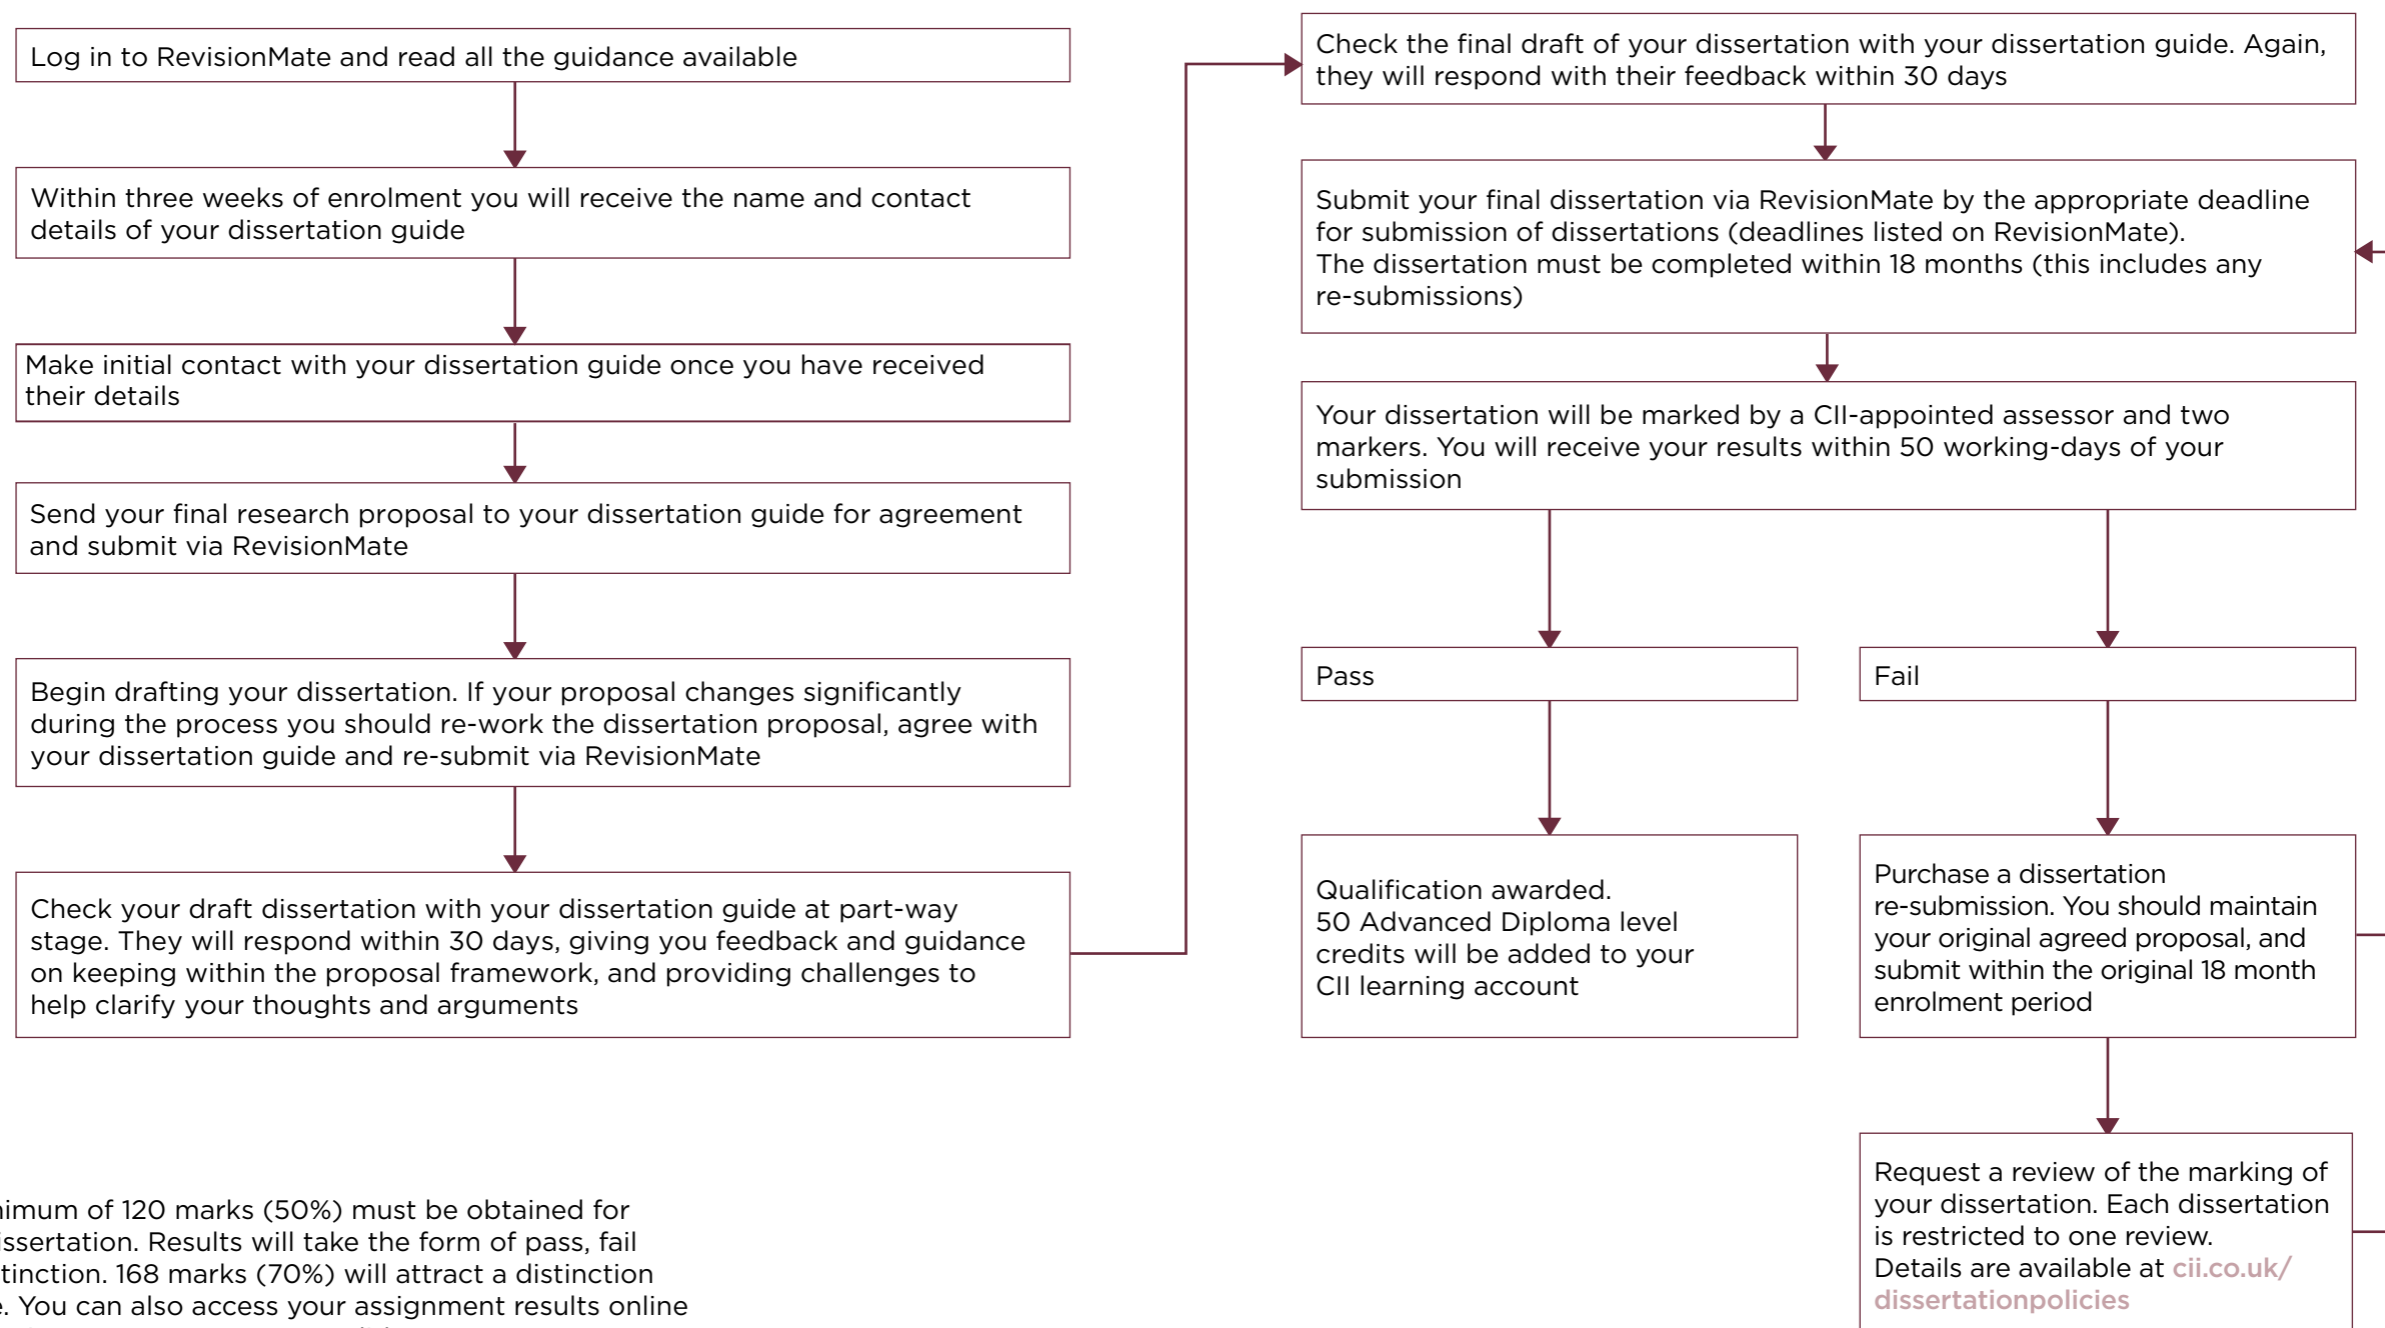 Log in to RevisionMate and read all the guidance available
Within three weeks of enrolment you will receive the name and contact
details of your dissertation guide
Make initial contact with your dissertation guide once you have received
their details
Send your final research proposal to your dissertation guide for agreement
and submit via RevisionMate
Begin drafting your dissertation. If your proposal changes significantly
during the process you should re-work the dissertation proposal, agree with
your dissertation guide and re-submit via RevisionMate
Check your draft dissertation with your dissertation guide at part-way
stage. They will respond within 30 days, giving you feedback and guidance
on keeping within the proposal framework, and providing challenges to
help clarify your thoughts and arguments
Check the final draft of your dissertation with your dissertation guide. Again,
they will respond with their feedback within 30 days
Submit your final dissertation via RevisionMate by the appropriate deadline
for submission of dissertations (deadlines listed on RevisionMate).
The dissertation must be completed within 18 months (this includes any
re-submissions)
Your dissertation will be marked by a CII-appointed assessor and two
markers. You will receive your results within 50 working-days of your
submission
Pass
Fail
Qualification awarded.
50 Advanced Diploma level
credits will be added to your
CII learning account
Purchase a dissertation
re-submission. You should maintain
your original agreed proposal, and
submit within the original 18 month
enrolment period
Request a review of the marking of
your dissertation. Each dissertation
is restricted to one review.
Details are available at cii.co.uk/
dissertationpolicies
nimum of 120 marks (50%) must be obtained for
issertation. Results will take the form of pass, fail
tinction. 168 marks (70%) will attract a distinction
e. You can also access your assignment results online